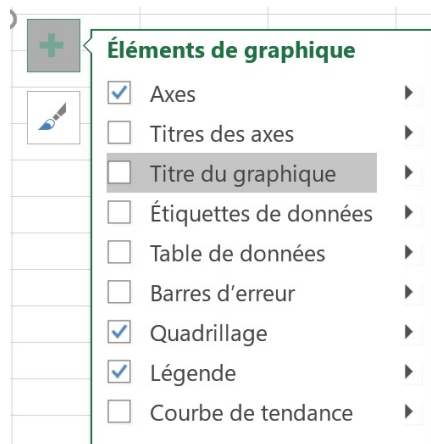 Éléments de graphique
Axes
Titres des axes
Titre du graphique
Étiquettes de données
Table de données
Barres d'erreur
Quadrillage
Légende
Courbe de tendance